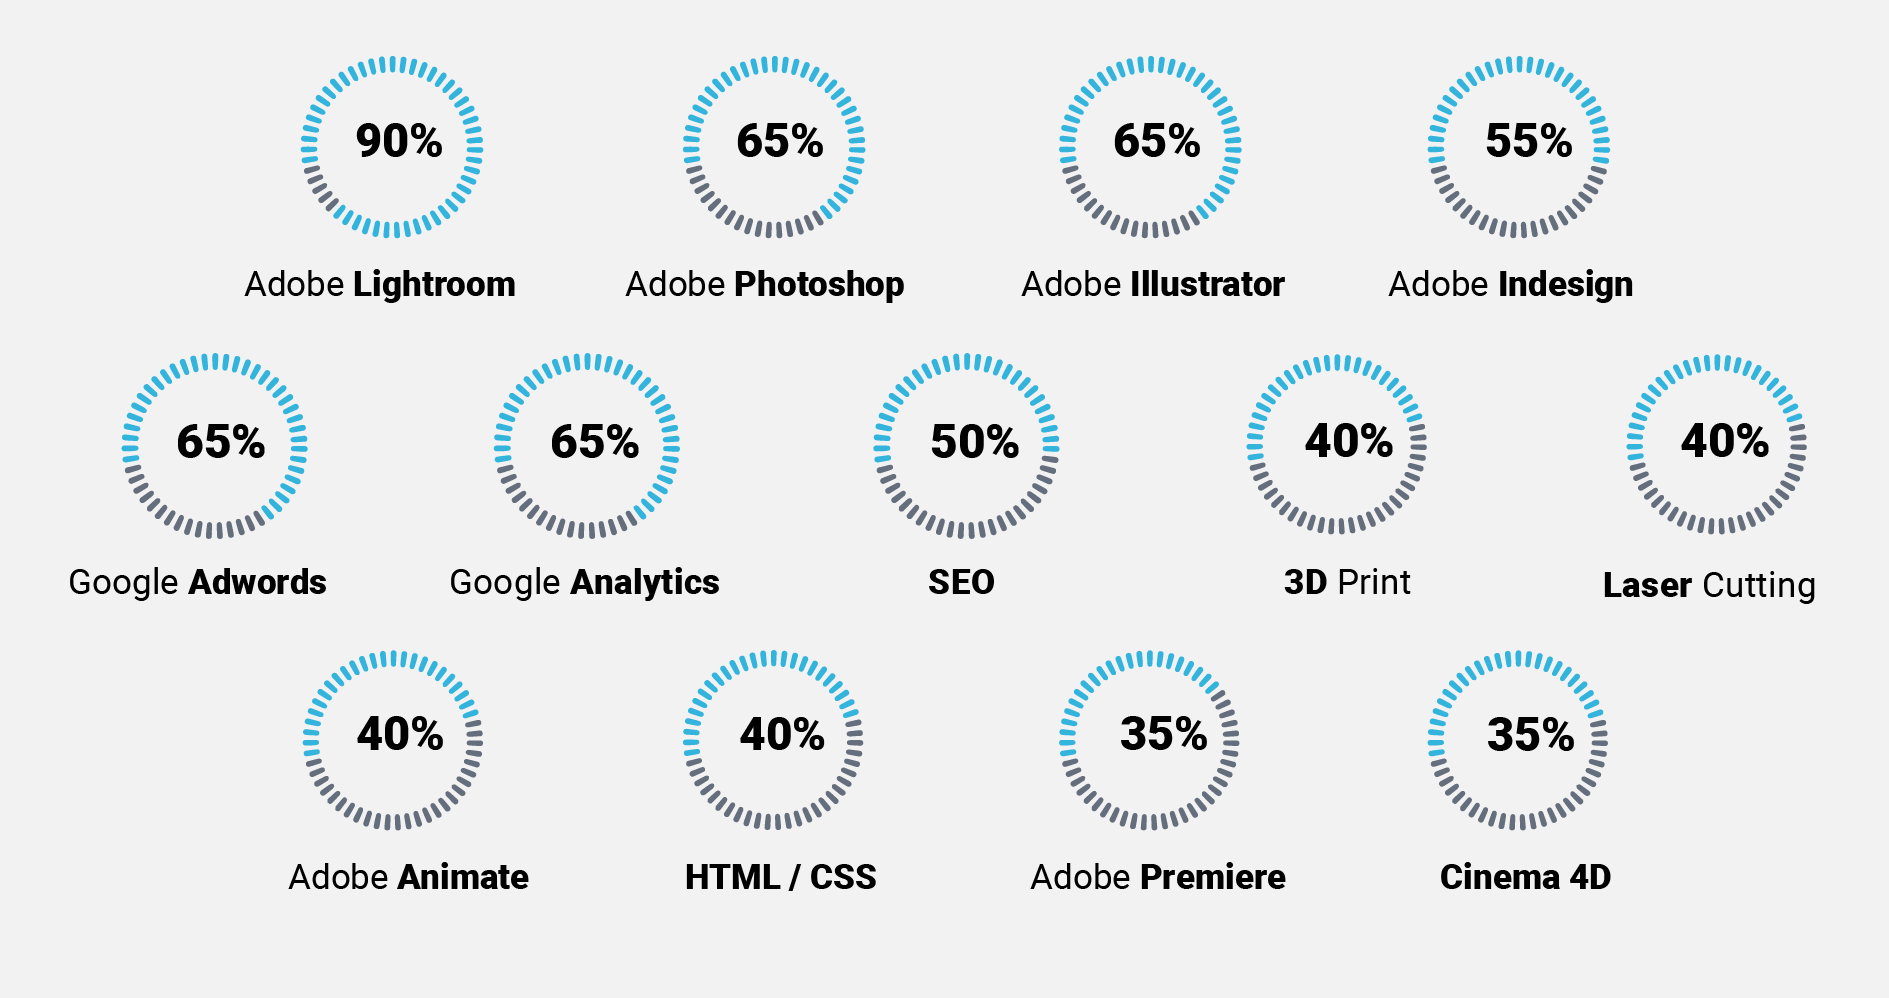 90%
65%
65%
55%
Adobe Lightroom
Adobe Photoshop
Adobe Illustrator
Adobe Indesign
65%
65%
50%
40%
40%
Google Adwords
Google Analytics
SEO
3D Print
Laser Cutting
40%
40%
35%
35%
Adobe Animate
HTML / CSS
Adobe Premiere
Cinema 4D